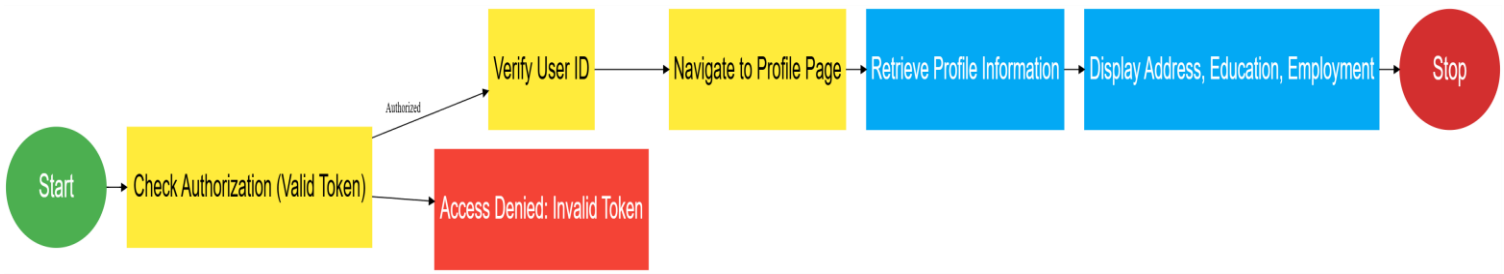 Start
Check Authorization (Valid Token)
Authorized
Verify User ID
Navigate to Profile Page
Retrieve Profile Information
Display Address, Education, Employment
Stop
Access Denied: Invalid Token